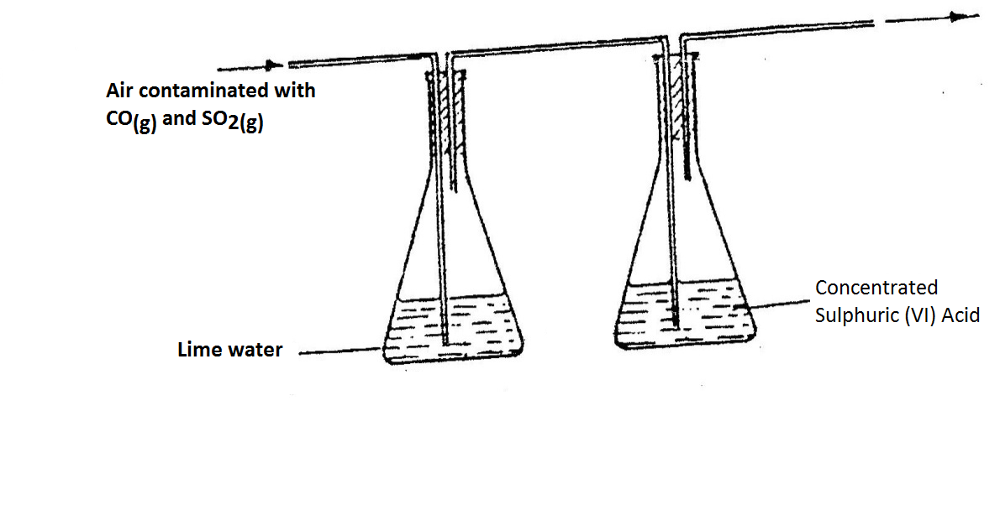 Air contaminated with
CO(g) and SO2(g)
Concentrated
Sulphuric (VI) Acid
Lime water